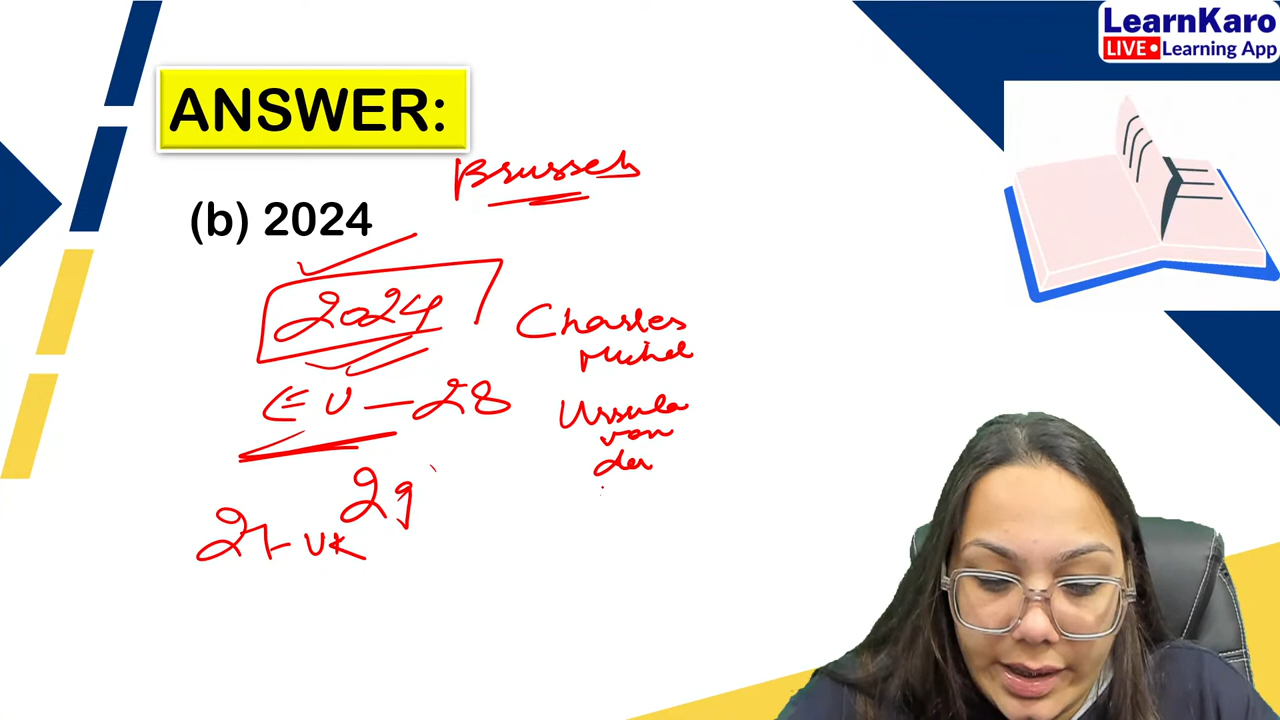 LearnKaro
LIVE • Learning App
ANSWER:
Brussels
(b) 2024
2024
Charles
Michel
EU - 28
Ursula
von
der
29
27 - UK